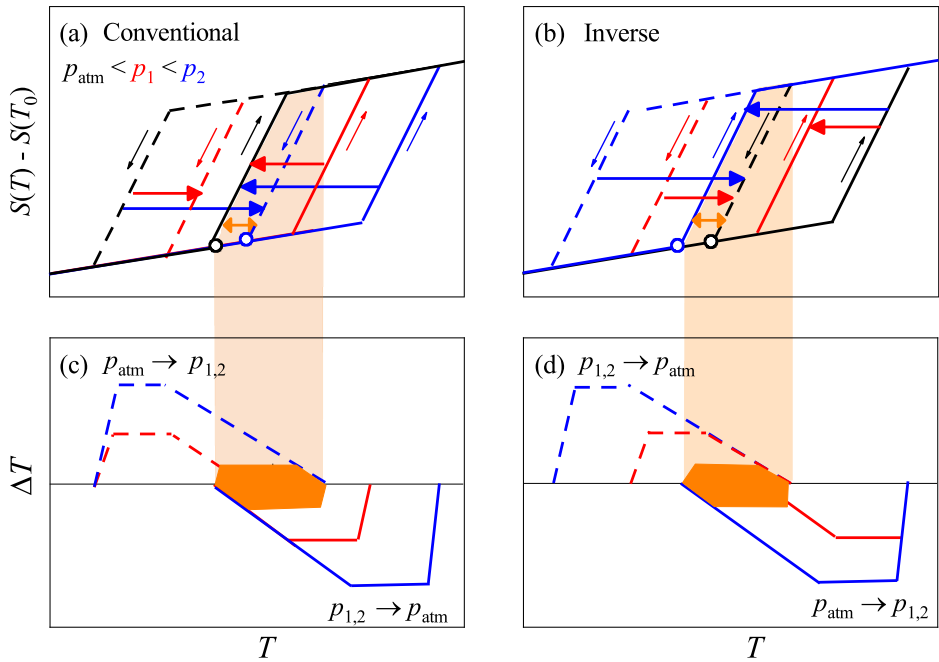 (a) Conventional
p_atm < p_1 < p_2
(b) Inverse
S(T) - S(T_0)
(c) p_atm → p_1,2
p_1,2 → p_atm
(d) p_1,2 → p_atm
p_atm → p_1,2
ΔT
T
T